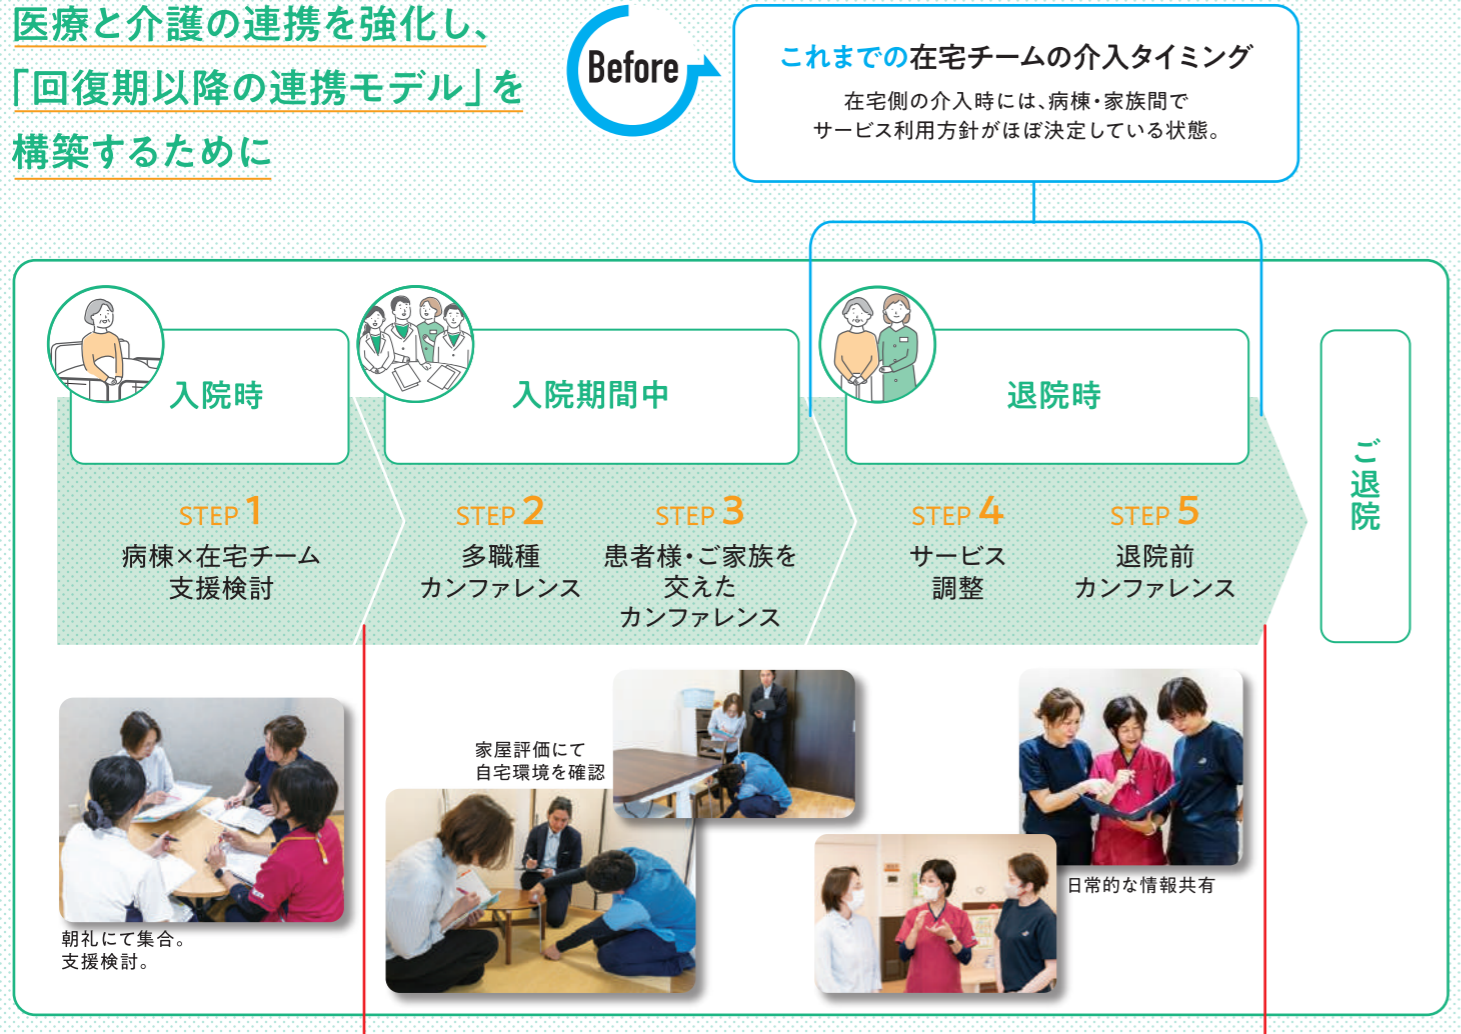 医療と介護の連携を強化し、
「回復期以降の連携モデル」を
構築するために
Before
これまでの在宅チームの介入タイミング
在宅側の介入時には、病棟・家族間で
サービス利用方針がほぼ決定している状態。
入院時
入院期間中
退院時
ご退院
STEP 1
病棟×在宅チーム
支援検討
STEP 2
多職種
カンファレンス
STEP 3
患者様・ご家族を
交えた
カンファレンス
STEP 4
サービス
調整
STEP 5
退院前
カンファレンス
朝礼にて集合。
支援検討。
家屋評価にて
自宅環境を確認
日常的な情報共有